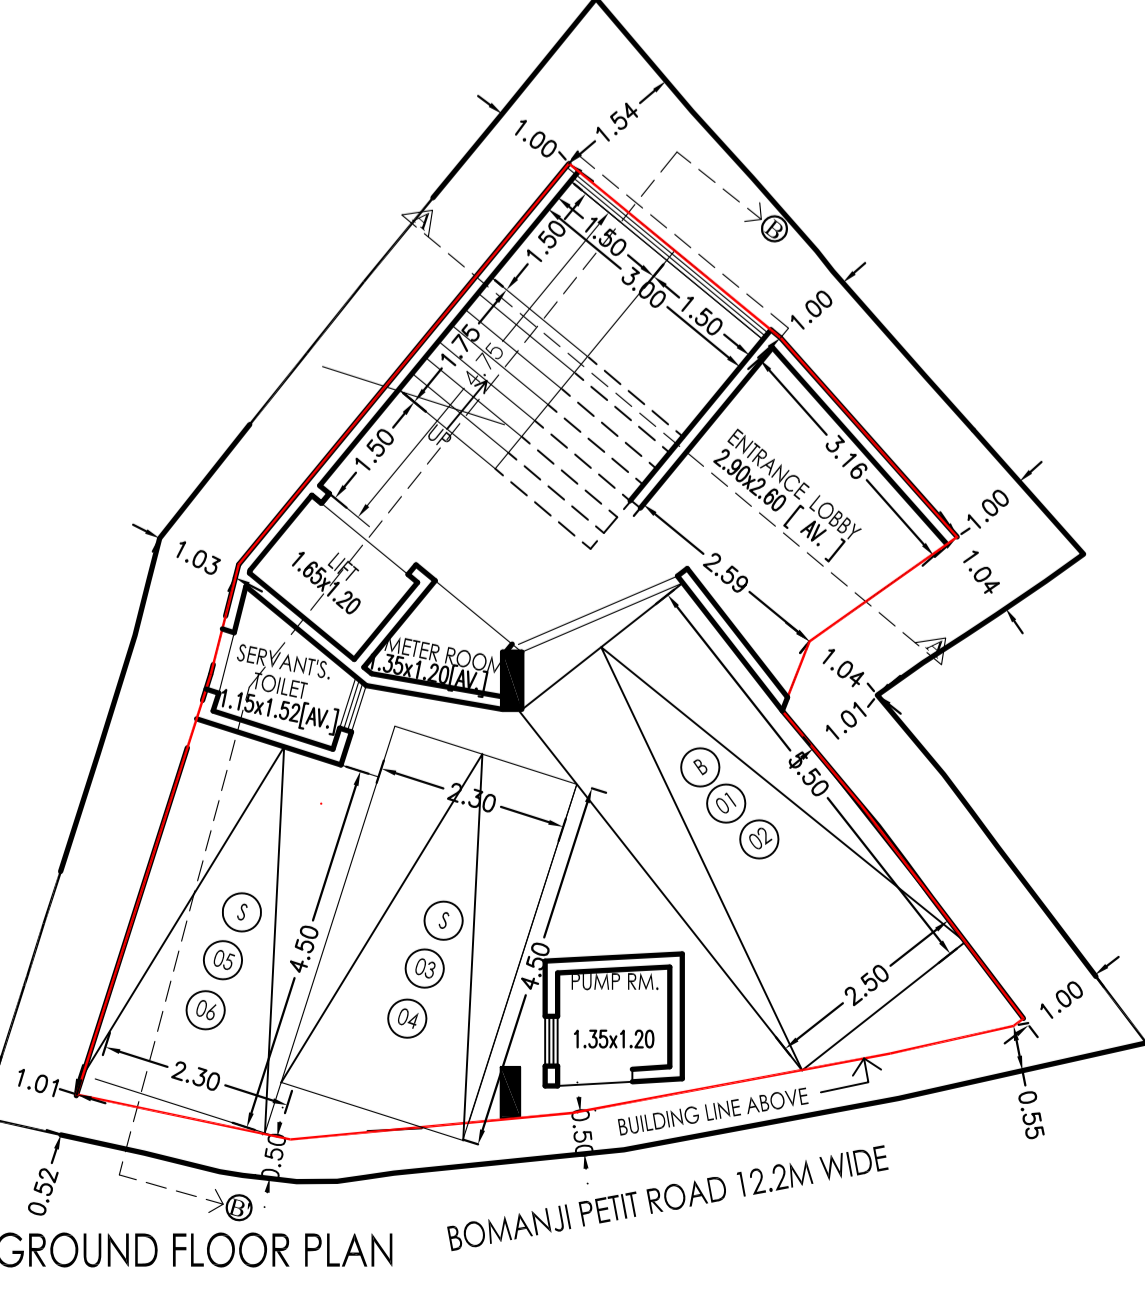 1.00
1.54
A
B
1.50
1.50
3.00
1.50
1.00
1.75
4.75
UP
1.50
ENTRANCE LOBBY
2.90x2.60 [ AV. ]
3.16
1.00
1.04
2.59
1.03
LIFT
1.65x1.20
METER ROOM
1.35x1.20[AV.]
SERVANT'S.
TOILET
1.15x1.52[AV.]
A
1.04
1.01
5.50
B
01
02
2.30
S
05
06
4.50
S
03
04
4.50
PUMP RM.
1.35x1.20
2.50
1.00
1.01
2.30
0.50
0.50
BUILDING LINE ABOVE
0.55
0.52
B'
BOMANJI PETIT ROAD 12.2M WIDE
GROUND FLOOR PLAN